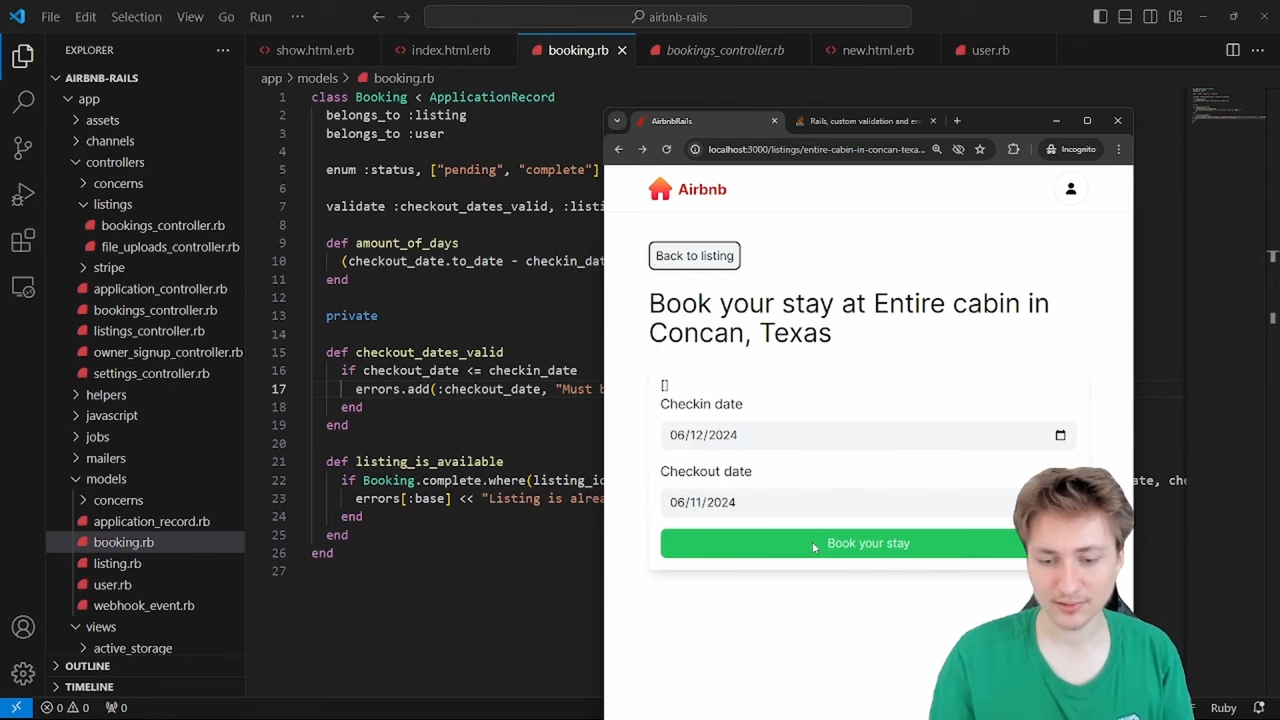 File Edit Selection View Go Run ··· airbnb-rails
EXPLORER ···
show.html.erb index.html.erb booking.rb bookings_controller.rb new.html.erb user.rb
app > models > booking.rb
AIRBNB-RAILS
app
assets
channels
controllers
concerns
listings
bookings_controller.rb
file_uploads_controller.rb
stripe
application_controller.rb
bookings_controller.rb
listings_controller.rb
owner_signup_controller.rb
settings_controller.rb
helpers
javascript
jobs
mailers
models
concerns
application_record.rb
booking.rb
listing.rb
user.rb
webhook_event.rb
views
active_storage
OUTLINE
TIMELINE
1 class Booking < ApplicationRecord
2 belongs_to :listing
3 belongs_to :user
4
5 enum :status, ["pending", "complete"]
6
7 validate :checkout_dates_valid, :listi
8
9 def amount_of_days
10 (checkout_date.to_date - checkin_dat
11 end
12
13 private
14
15 def checkout_dates_valid
16 if checkout_date <= checkin_date
17 errors.add(:checkout_date, "Must b
18 end
19 end
20
21 def listing_is_available
22 if Booking.complete.where(listing_id
23 errors[:base] << "Listing is alrea
24 end
25 end
26 end
27
AirbnbRails
Rails, custom validation and er
localhost:3000/listings/entire-cabin-in-concan-texa...
Incognito
Airbnb
Back to listing
Book your stay at Entire cabin in
Concan, Texas
[]
Checkin date
06/12/2024
Checkout date
06/11/2024
Book your stay
0 0 0
Ruby